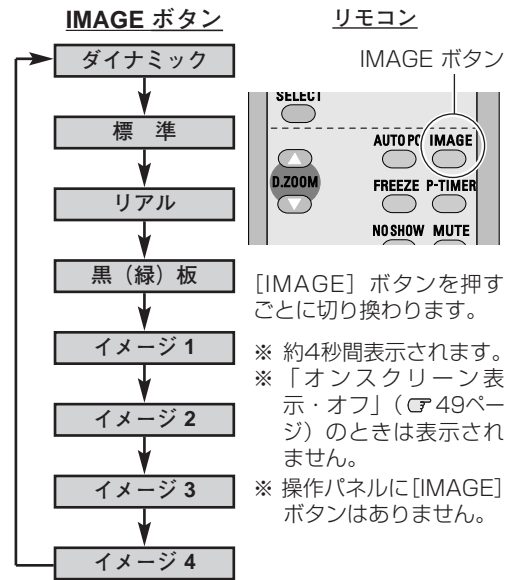 IMAGE ボタン
ダイナミック
標　準
リアル
黒（緑）板
イメージ 1
イメージ 2
イメージ 3
イメージ 4
リモコン
IMAGE ボタン
SELECT
AUTO PC IMAGE
D.ZOOM
FREEZE P-TIMER
NO SHOW MUTE
［IMAGE］ボタンを押す
ごとに切り換わります。
※ 約4秒間表示されます。
※「オンスクリーン表
示・オフ」（☞49ペー
ジ）のときは表示され
ません。
※ 操作パネルに[IMAGE]
ボタンはありません。